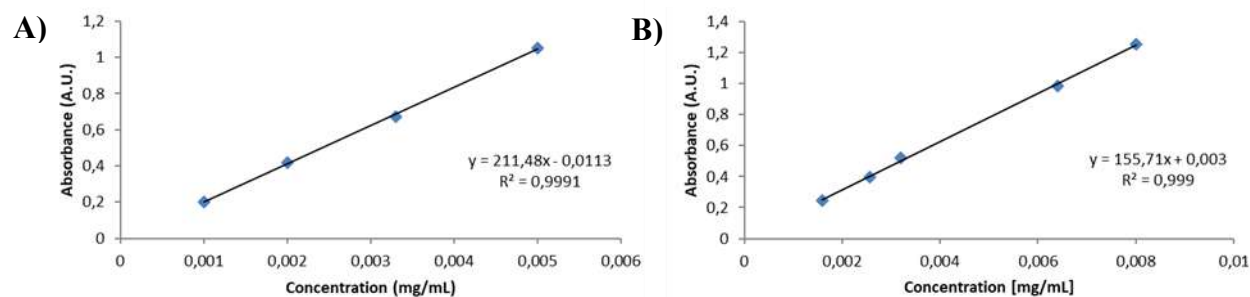 A)
Absorbance (A.U.)
1,2
1
0,8
0,6
0,4
0,2
0
y = 211,48x - 0,0113
R² = 0,9991
0 0,001 0,002 0,003 0,004 0,005 0,006
Concentration (mg/mL)
B)
Absorbance (A.U.)
1,4
1,2
1
0,8
0,6
0,4
0,2
0
y = 155,71x + 0,003
R² = 0,999
0 0,002 0,004 0,006 0,008 0,01
Concentration [mg/mL]